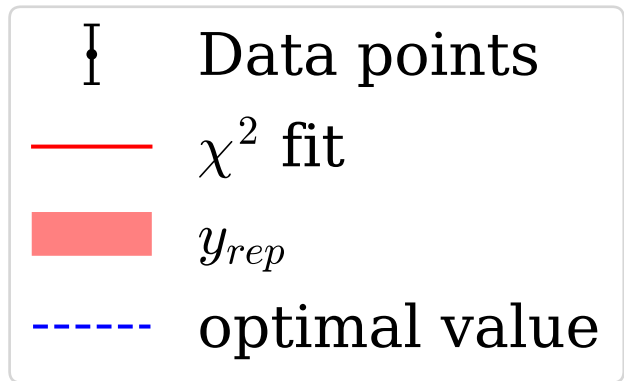 Data points
χ² fit
y_rep
optimal value